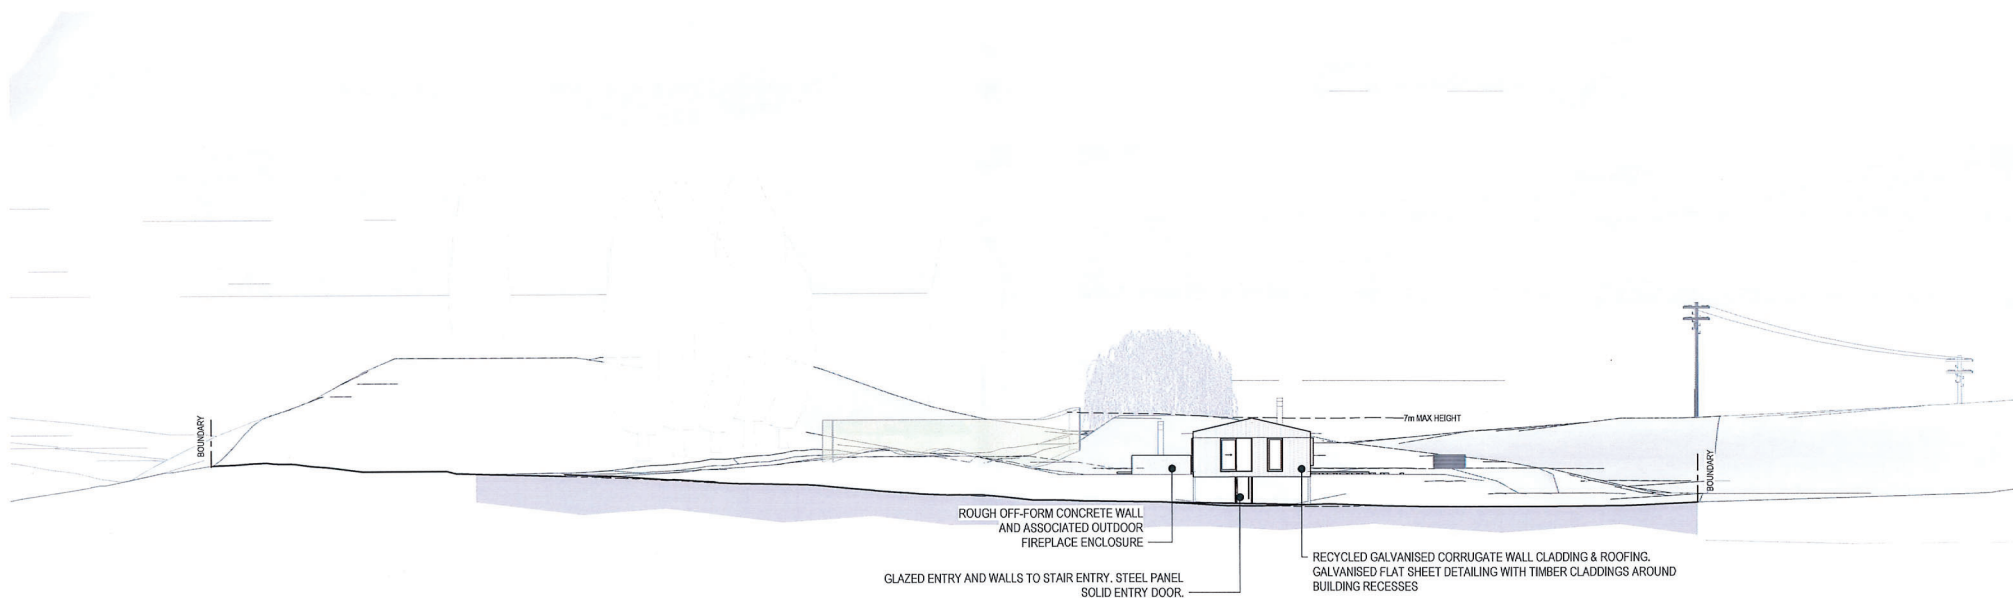 BOUNDARY
7m MAX HEIGHT
BOUNDARY
ROUGH OFF-FORM CONCRETE WALL
AND ASSOCIATED OUTDOOR
FIREPLACE ENCLOSURE
GLAZED ENTRY AND WALLS TO STAIR ENTRY. STEEL PANEL
SOLID ENTRY DOOR.
RECYCLED GALVANISED CORRUGATE WALL CLADDING & ROOFING.
GALVANISED FLAT SHEET DETAILING WITH TIMBER CLADDINGS AROUND
BUILDING RECESSES